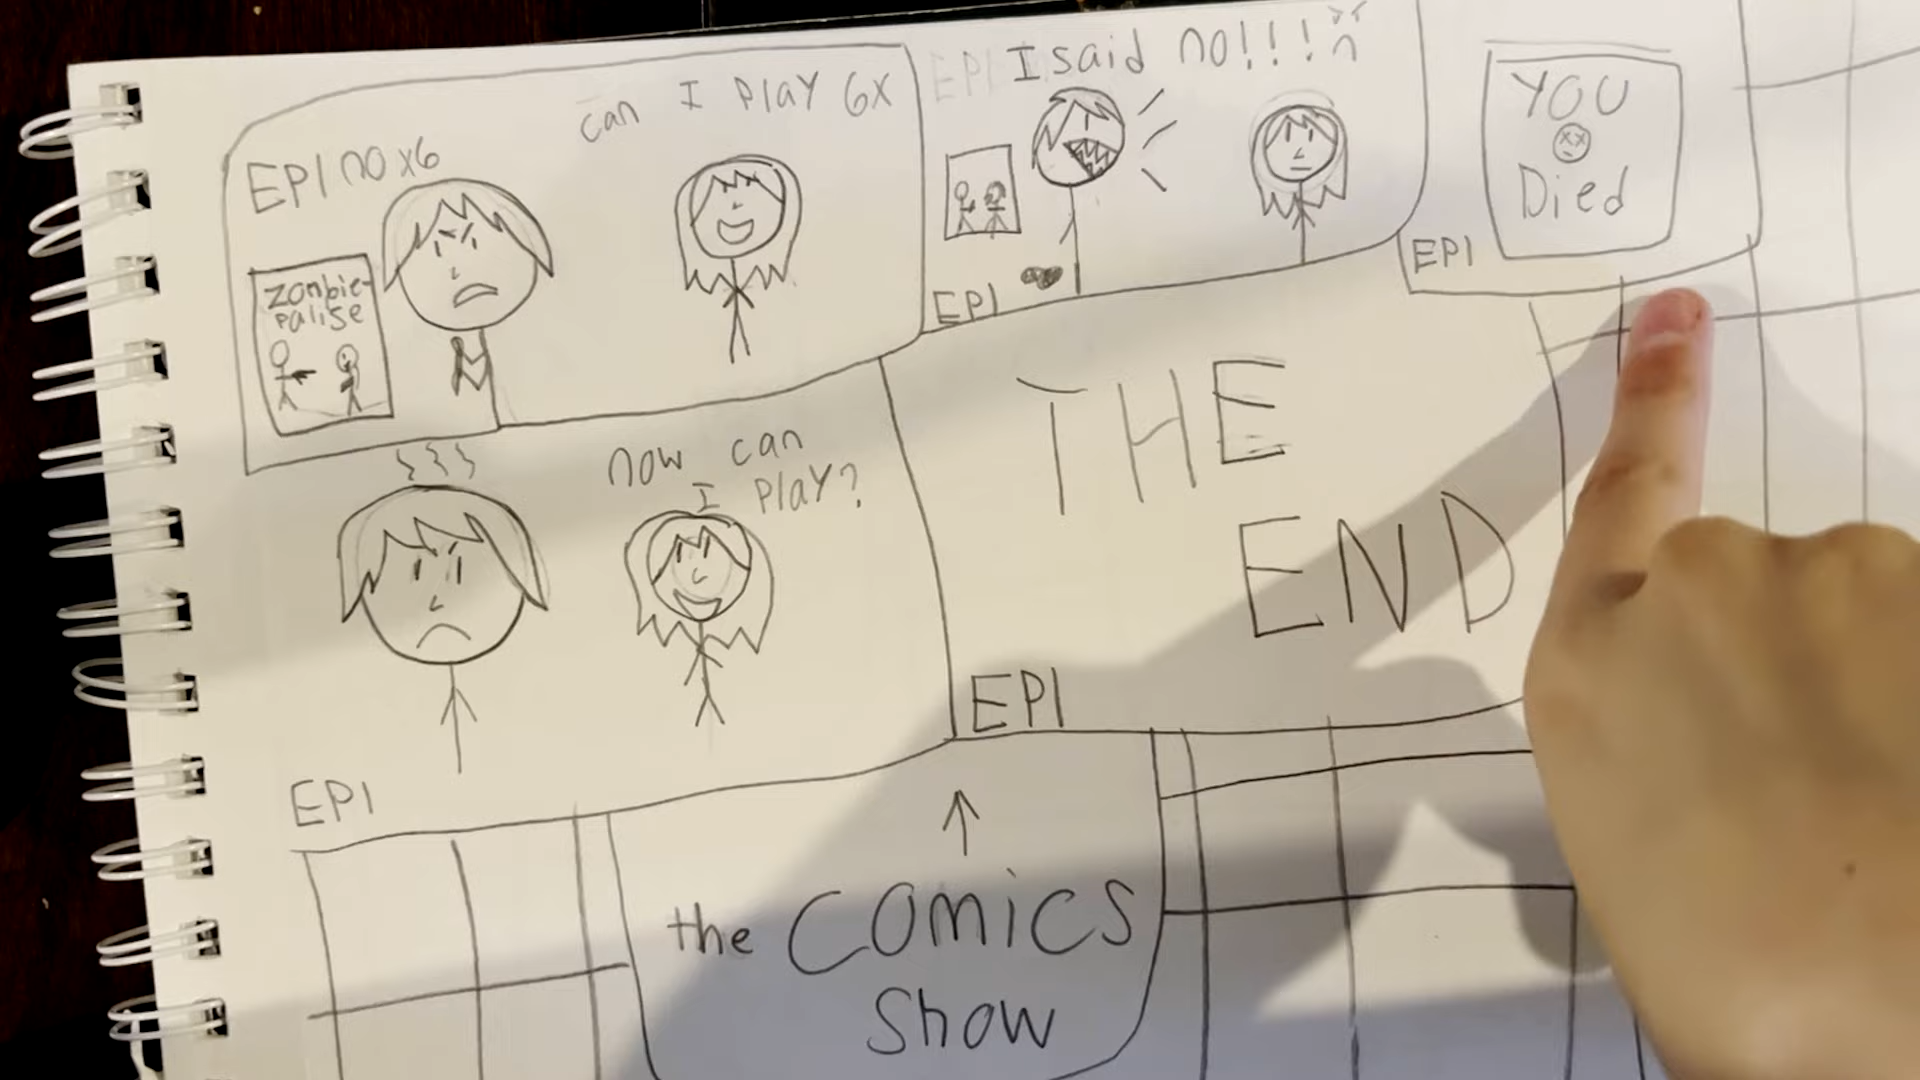 can I PlAY 6X
EP1 no x6
zombie-
palise
EP1
I said no!!!
EP1
YOU
Died
EP1
now can
I PlAY?
EP1
THE
END
EP1
the COMiCS
Show